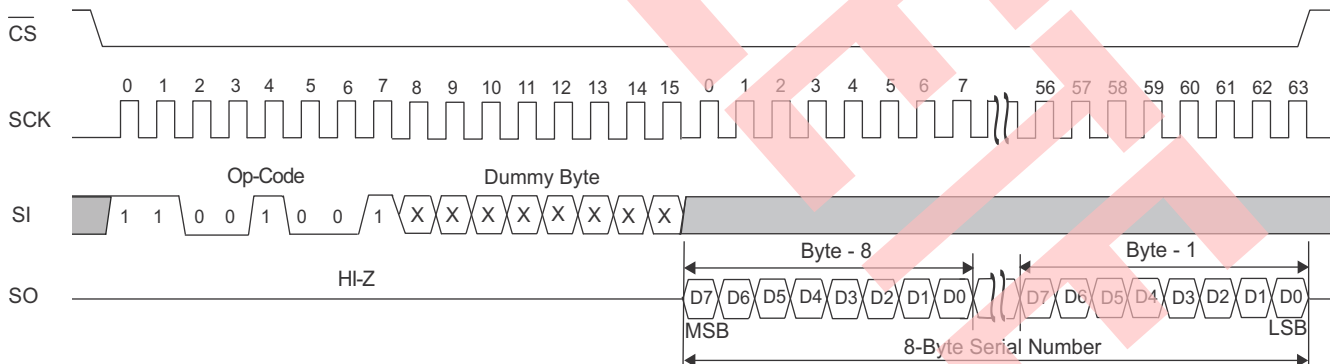 CS
0 1 2 3 4 5 6 7 8 9 10 11 12 13 14 15 0 1 2 3 4 5 6 7 56 57 58 59 60 61 62 63
SCK
Op-Code Dummy Byte
SI 1 1 0 0 1 0 0 1 X X X X X X X X
Byte - 8 Byte - 1
HI-Z
SO D7 D6 D5 D4 D3 D2 D1 D0 D7 D6 D5 D4 D3 D2 D1 D0
MSB LSB
8-Byte Serial Number